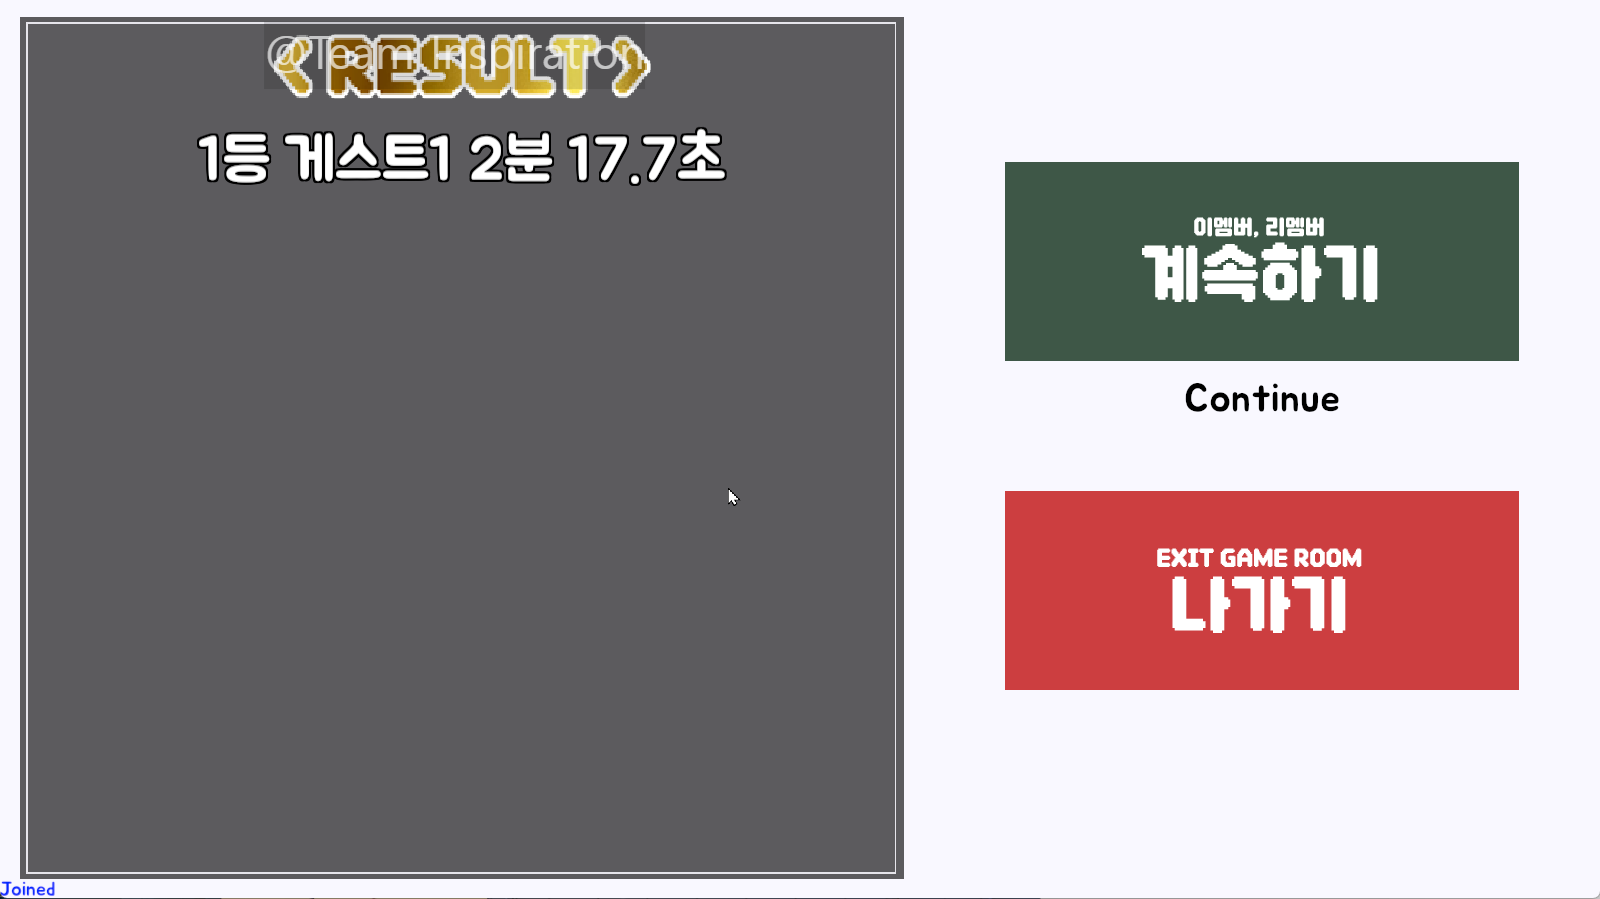 <RESULT>
@Team Inspiration
1등 게스트1 2분 17.7초
이멤버, 리멤버
계속하기
Continue
EXIT GAME ROOM
나가기
Joined